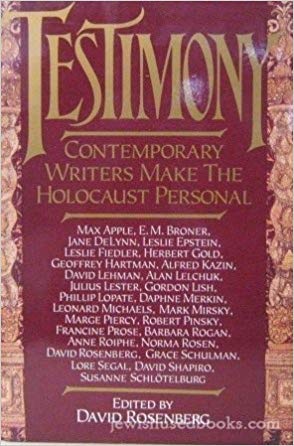 TESTIMONY
CONTEMPORARY
WRITERS MAKE THE
HOLOCAUST PERSONAL
MAX APPLE, E.M. BRONER,
JANE DELYNN, LESLIE EPSTEIN,
LESLIE FIEDLER, HERBERT GOLD,
GEOFFREY HARTMAN, ALFRED KAZIN,
DAVID LEHMAN, ALAN LELCHUK,
JULIUS LESTER, GORDON LISH,
PHILLIP LOPATE, DAPHNE MERKIN,
LEONARD MICHAELS, MARK MIRSKY,
MARGE PIERCY, ROBERT PINSKY,
FRANCINE PROSE, BARBARA ROGAN,
ANNE ROIPHE, NORMA ROSEN,
DAVID ROSENBERG, GRACE SCHULMAN,
LORE SEGAL, DAVID SHAPIRO,
SUSANNE SCHLÖTELBURG
EDITED BY
DAVID ROSENBERG
jewishusedbooks.com